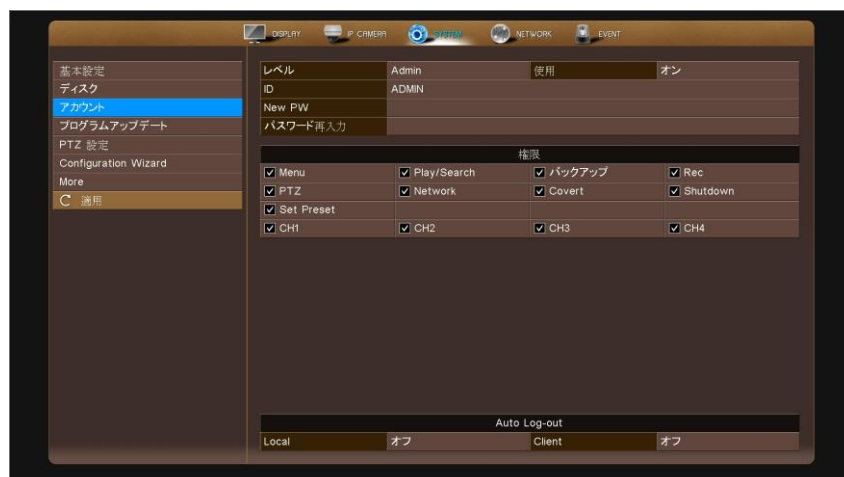 DISPLAY IP CAMERA SYSTEM NETWORK EVENT
基本設定
ディスク
アカウント
プログラムアップデート
PTZ 設定
Configuration Wizard
More
適用
レベル Admin 使用 オン
ID ADMIN
New PW
パスワード再入力
権限
Menu Play/Search バックアップ Rec
PTZ Network Covert Shutdown
Set Preset
CH1 CH2 CH3 CH4
Auto Log-out
Local オフ Client オフ